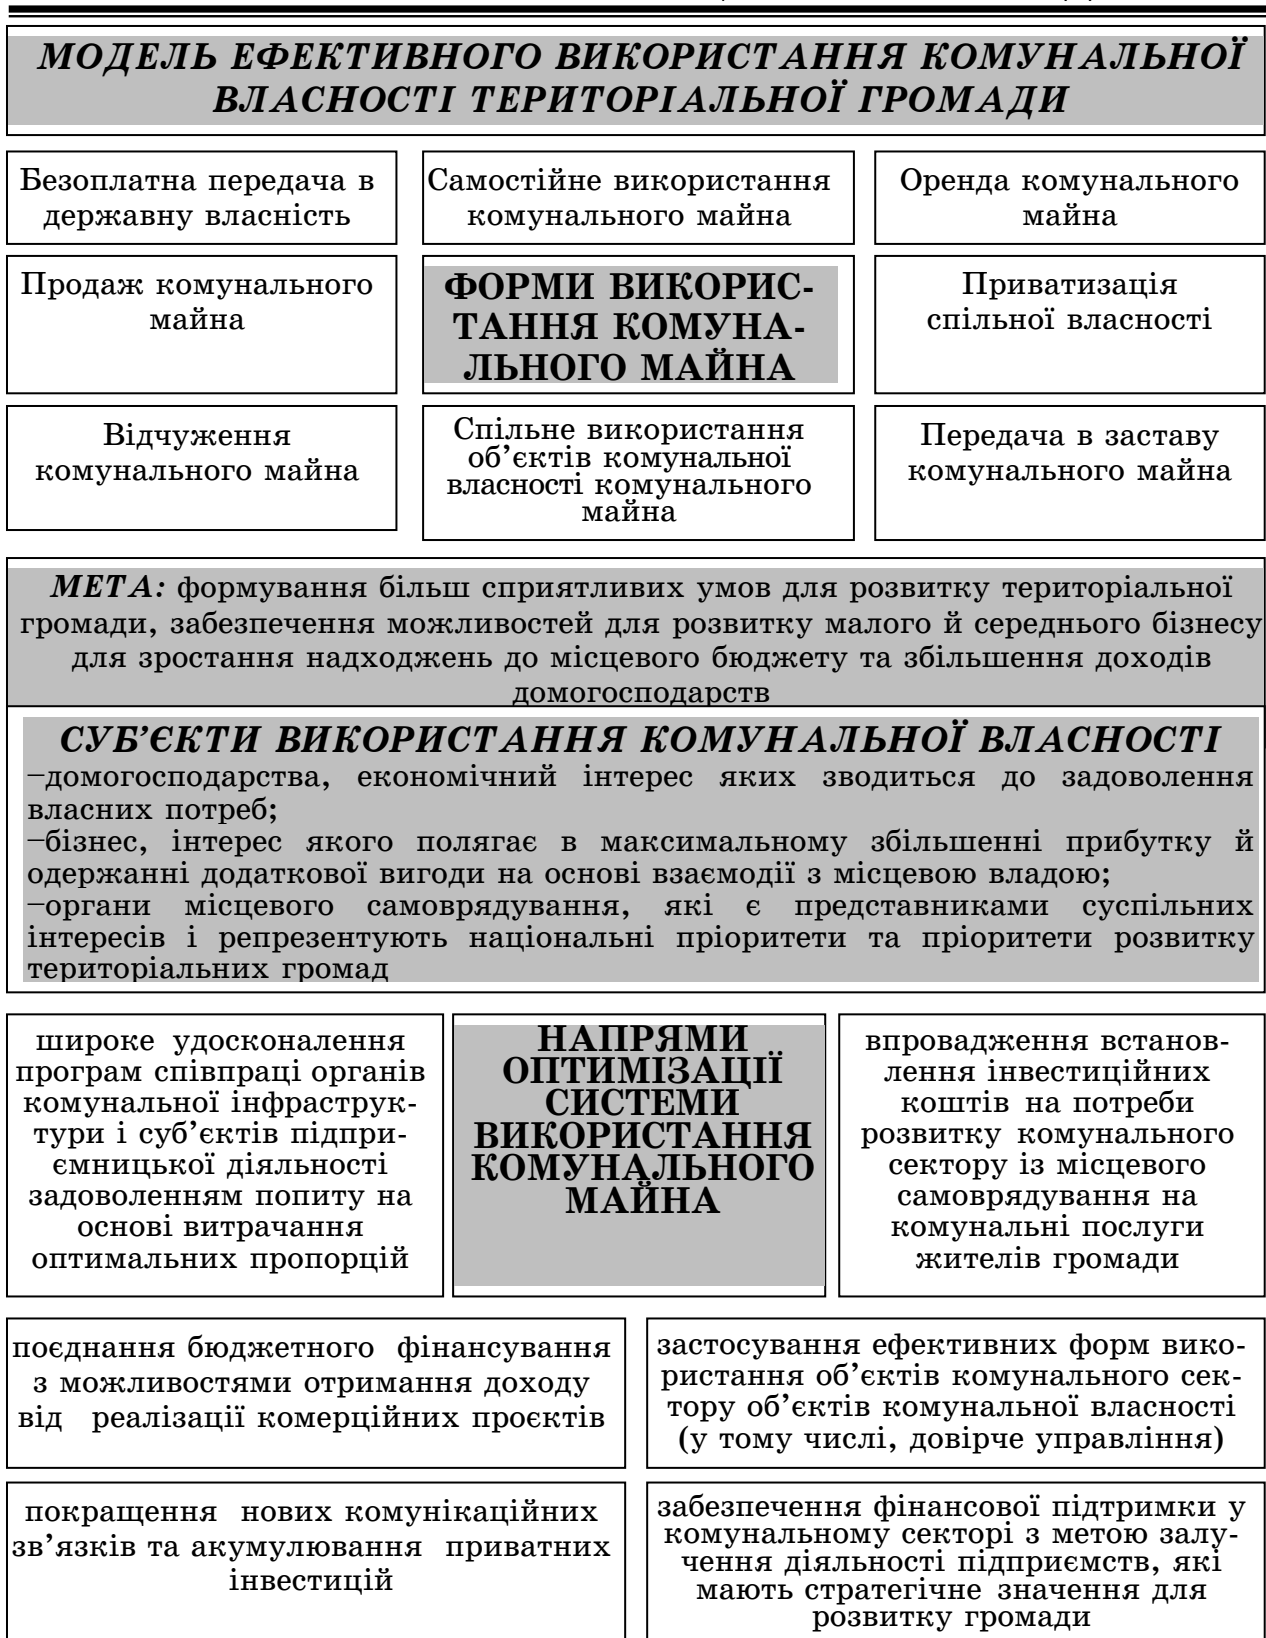 МОДЕЛЬ ЕФЕКТИВНОГО ВИКОРИСТАННЯ КОМУНАЛЬНОЇ
ВЛАСНОСТІ ТЕРИТОРІАЛЬНОЇ ГРОМАДИ
Безоплатна передача в
державну власність
Самостійне використання
комунального майна
Оренда комунального
майна
Продаж комунального
майна
ФОРМИ ВИКОРИС-
ТАННЯ КОМУНА-
ЛЬНОГО МАЙНА
Приватизація
спільної власності
Відчуження
комунального майна
Спільне використання
об’єктів комунальної
власності комунального
майна
Передача в заставу
комунального майна
МЕТА: формування більш сприятливих умов для розвитку територіальної
громади, забезпечення можливостей для розвитку малого й середнього бізнесу
для зростання надходжень до місцевого бюджету та збільшення доходів
домогосподарств
СУБ’ЄКТИ ВИКОРИСТАННЯ КОМУНАЛЬНОЇ ВЛАСНОСТІ
–домогосподарства, економічний інтерес яких зводиться до задоволення
власних потреб;
–бізнес, інтерес якого полягає в максимальному збільшенні прибутку й
одержанні додаткової вигоди на основі взаємодії з місцевою владою;
–органи місцевого самоврядування, які є представниками суспільних
інтересів і репрезентують національні пріоритети та пріоритети розвитку
територіальних громад
широке удосконалення
програм співпраці органів
комунальної інфраструк-
тури і суб’єктів підпри-
ємницької діяльності
задоволенням попиту на
основі витрачання
оптимальних пропорцій
НАПРЯМИ
ОПТИМІЗАЦІЇ
СИСТЕМИ
ВИКОРИСТАННЯ
КОМУНАЛЬНОГО
МАЙНА
впровадження встанов-
лення інвестиційних
коштів на потреби
розвитку комунального
сектору із місцевого
самоврядування на
комунальні послуги
жителів громади
поєднання бюджетного фінансування
з можливостями отримання доходу
від реалізації комерційних проєктів
застосування ефективних форм вико-
ристання об’єктів комунального сек-
тору об’єктів комунальної власності
(у тому числі, довірче управління)
покращення нових комунікаційних
зв’язків та акумулювання приватних
інвестицій
забезпечення фінансової підтримки у
комунальному секторі з метою залу-
чення діяльності підприємств, які
мають стратегічне значення для
розвитку громади